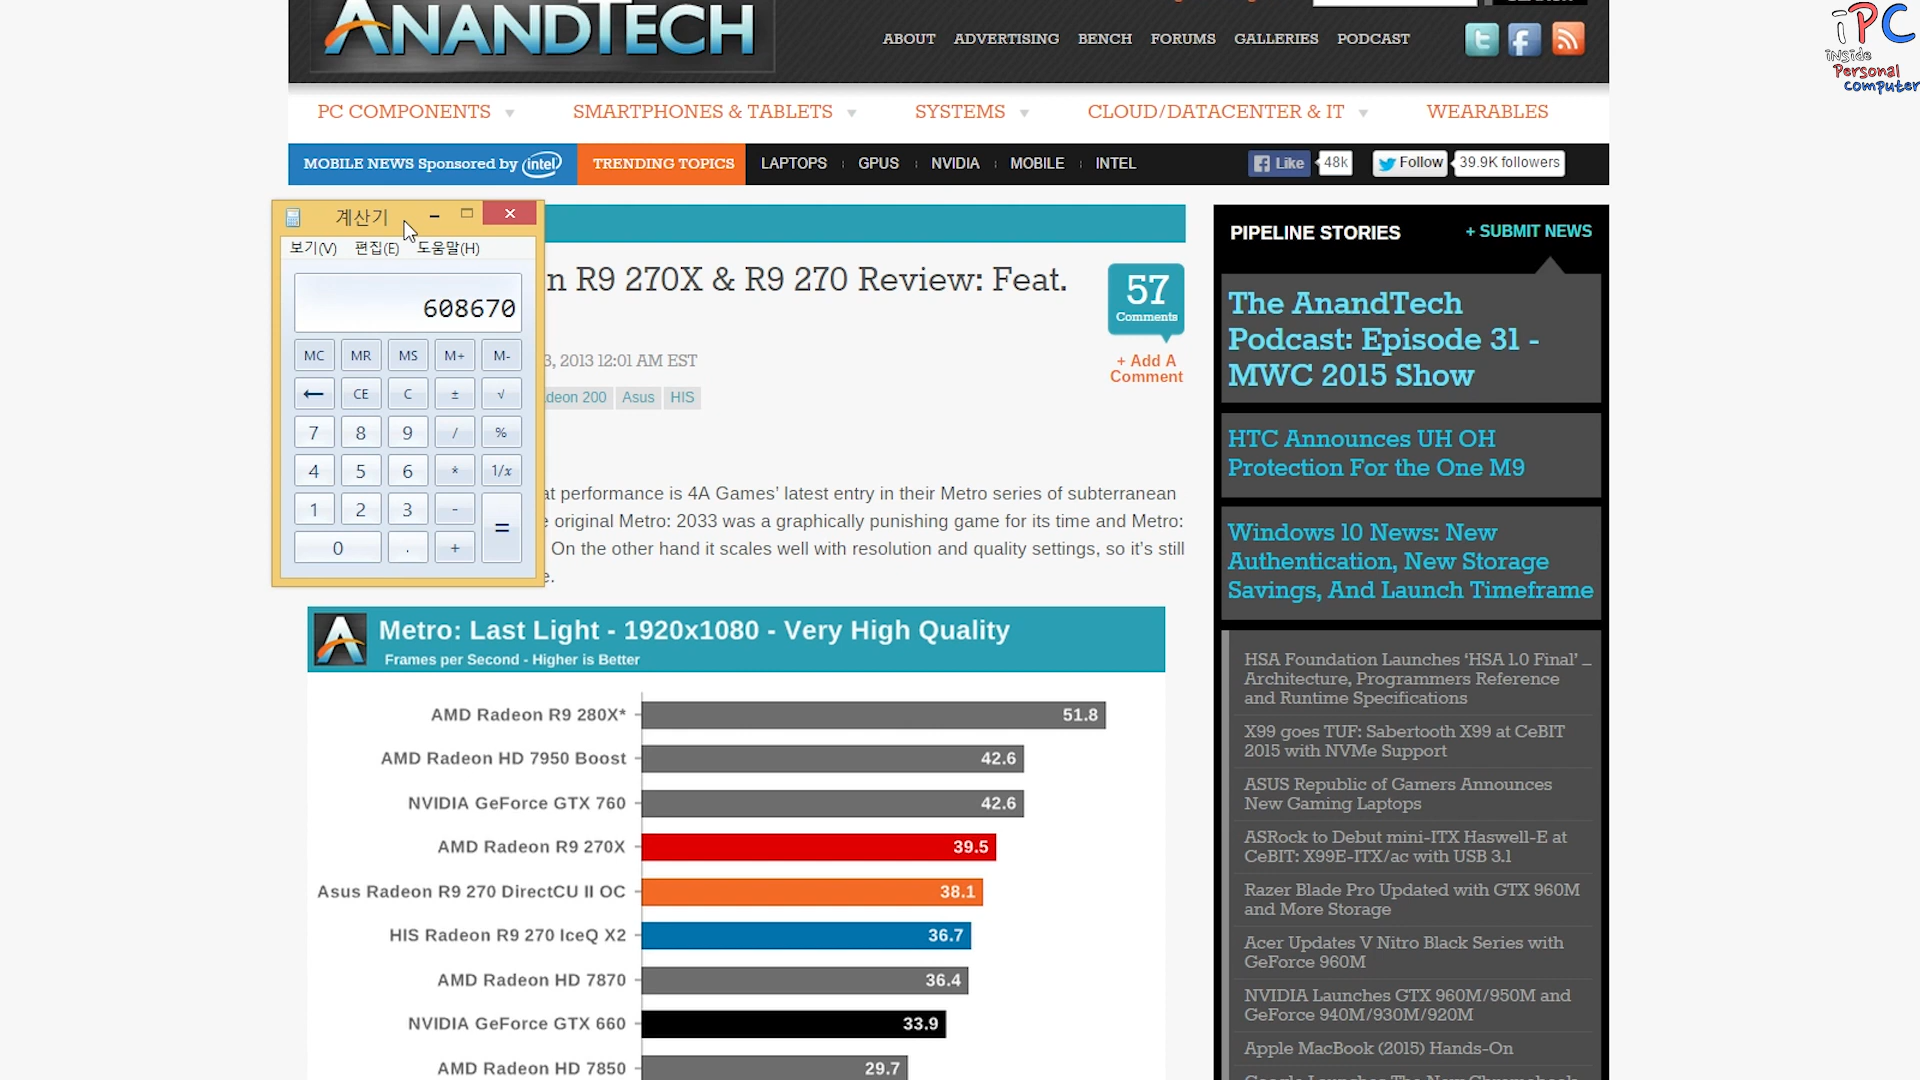 ANANDTECH
ABOUT ADVERTISING BENCH FORUMS GALLERIES PODCAST
iPC
iNside
Personal
Computer
PC COMPONENTS SMARTPHONES & TABLETS SYSTEMS CLOUD/DATACENTER & IT WEARABLES
MOBILE NEWS Sponsored by intel TRENDING TOPICS LAPTOPS GPUS NVIDIA MOBILE INTEL Like 48k Follow 39.9K followers
계산기
보기(V) 편집(E) 도움말(H)
608670
MC MR MS M+ M-
← CE C ± √
7 8 9 / %
4 5 6 * 1/x
1 2 3 - =
0 . +
n R9 270X & R9 270 Review: Feat.
57
Comments
+ Add A
Comment
3, 2013 12:01 AM EST
deon 200 Asus HIS
at performance is 4A Games’ latest entry in their Metro series of subterranean
e original Metro: 2033 was a graphically punishing game for its time and Metro:
On the other hand it scales well with resolution and quality settings, so it’s still
e.
Metro: Last Light - 1920x1080 - Very High Quality
Frames per Second - Higher is Better
AMD Radeon R9 280X* 51.8
AMD Radeon HD 7950 Boost 42.6
NVIDIA GeForce GTX 760 42.6
AMD Radeon R9 270X 39.5
Asus Radeon R9 270 DirectCU II OC 38.1
HIS Radeon R9 270 IceQ X2 36.7
AMD Radeon HD 7870 36.4
NVIDIA GeForce GTX 660 33.9
AMD Radeon HD 7850 29.7
PIPELINE STORIES + SUBMIT NEWS
The AnandTech
Podcast: Episode 31 -
MWC 2015 Show
HTC Announces UH OH
Protection For the One M9
Windows 10 News: New
Authentication, New Storage
Savings, And Launch Timeframe
HSA Foundation Launches ‘HSA 1.0 Final’ _
Architecture, Programmers Reference
and Runtime Specifications
X99 goes TUF: Sabertooth X99 at CeBIT
2015 with NVMe Support
ASUS Republic of Gamers Announces
New Gaming Laptops
ASRock to Debut mini-ITX Haswell-E at
CeBIT: X99E-ITX/ac with USB 3.1
Razer Blade Pro Updated with GTX 960M
and More Storage
Acer Updates V Nitro Black Series with
GeForce 960M
NVIDIA Launches GTX 960M/950M and
GeForce 940M/930M/920M
Apple MacBook (2015) Hands-On